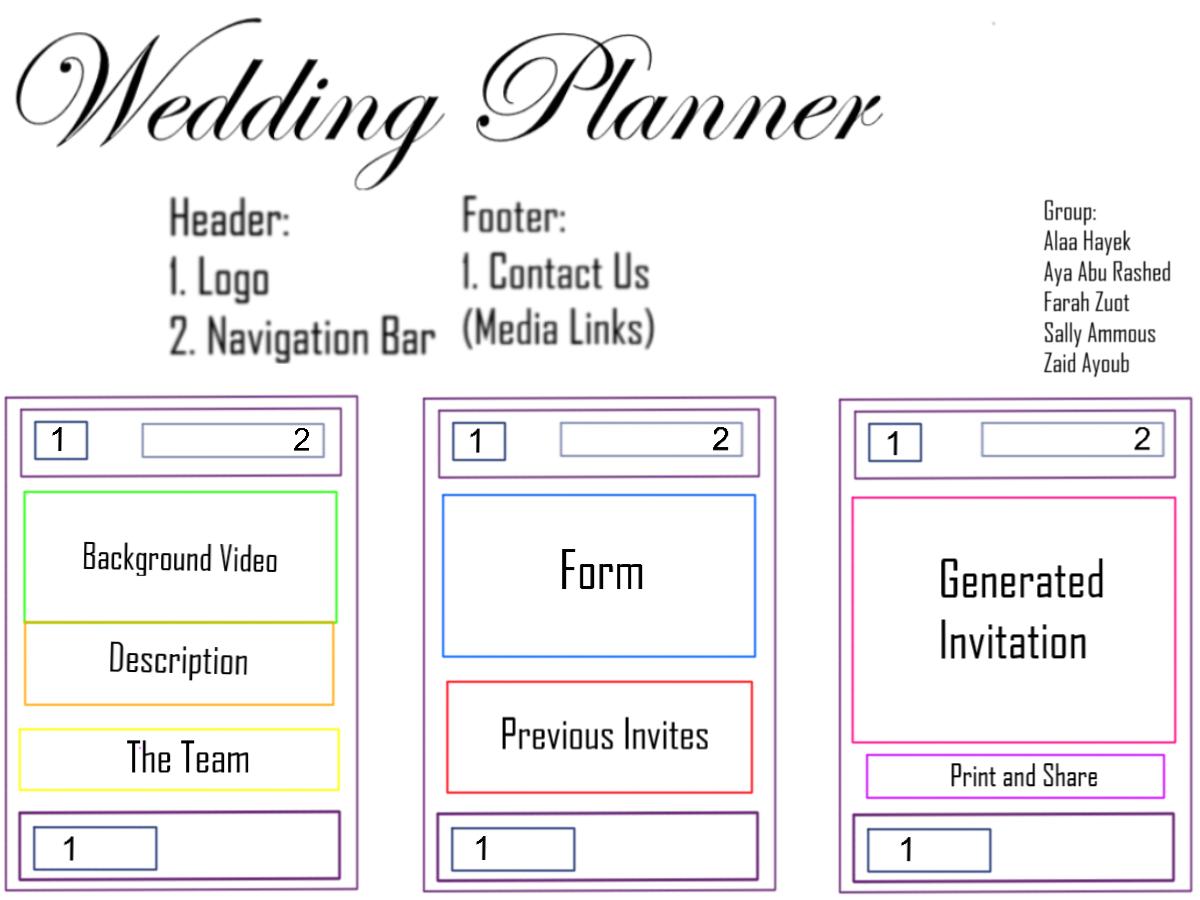 Wedding Planner
Header:
1. Logo
2. Navigation Bar
Footer:
1. Contact Us
(Media Links)
Group:
Alaa Hayek
Aya Abu Rashed
Farah Zuot
Sally Ammous
Zaid Ayoub
1
2
Background Video
Description
The Team
1
1
2
Form
Previous Invites
1
1
2
Generated
Invitation
Print and Share
1